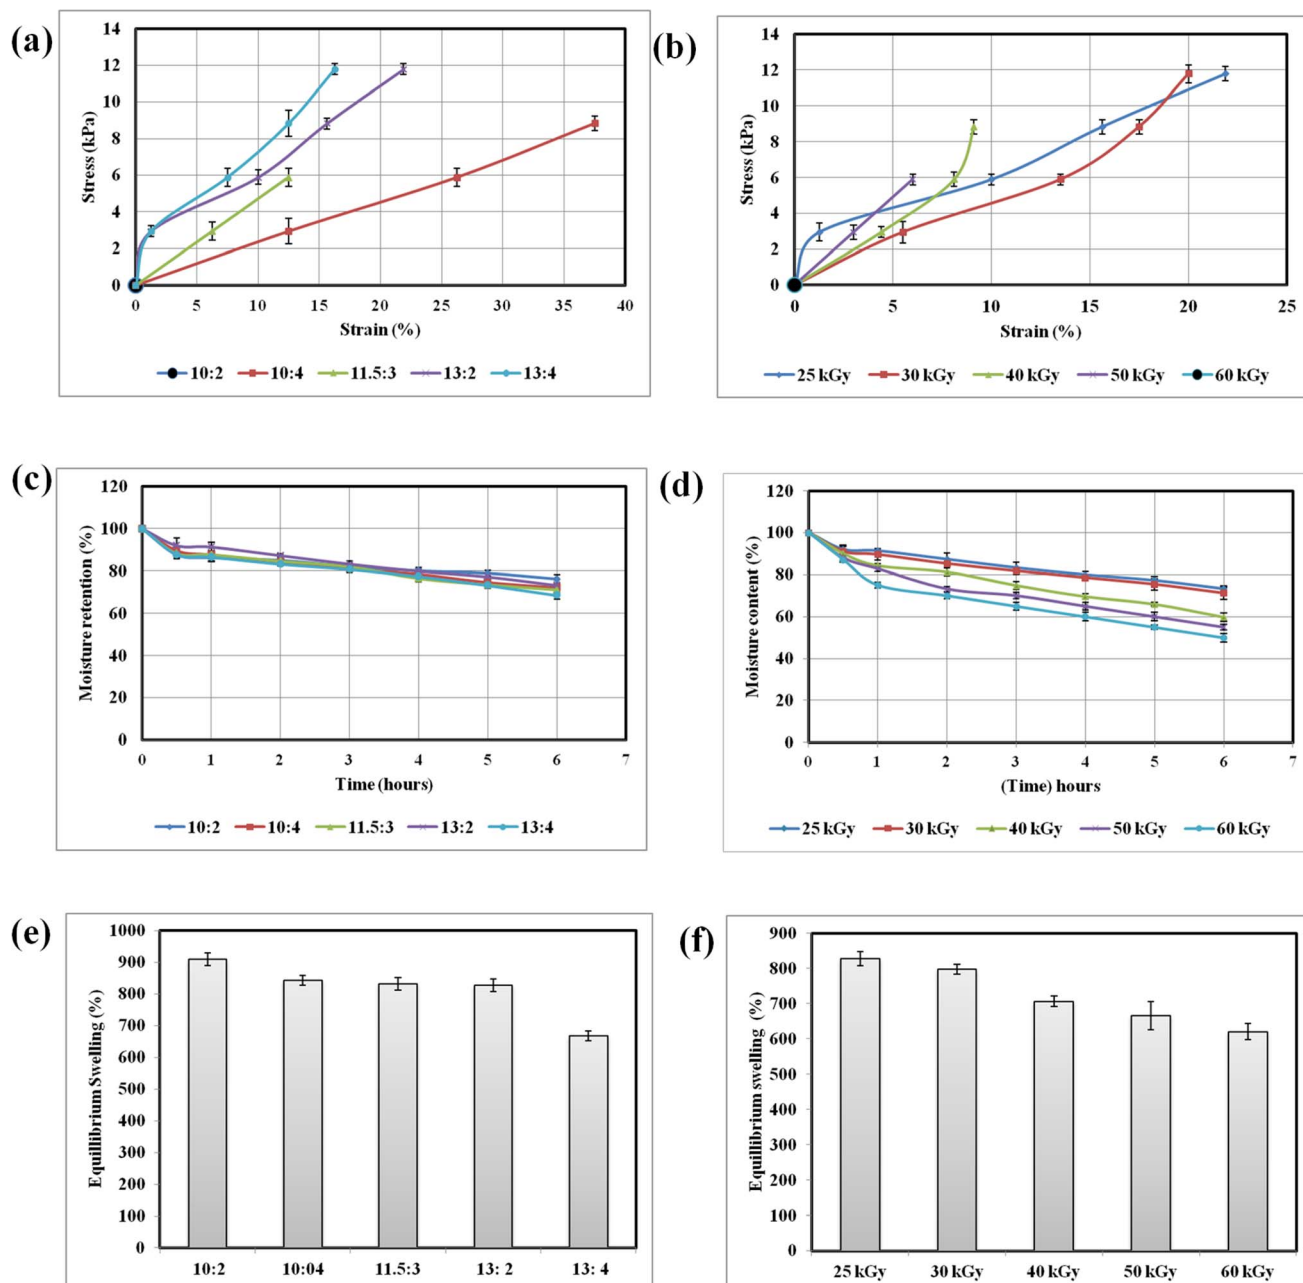 (a)
14
12
10
8
6
4
2
0
Stress (kPa)
0 5 10 15 20 25 30 35 40
Strain (%)
10:2 10:4 11.5:3 13:2 13:4
(b)
14
12
10
8
6
4
2
0
Stress (kPa)
0 5 10 15 20 25
Strain (%)
25 kGy 30 kGy 40 kGy 50 kGy 60 kGy
(c)
120
100
80
60
40
20
0
Moisture retention (%)
0 1 2 3 4 5 6 7
Time (hours)
10:2 10:4 11.5:3 13:2 13:4
(d)
120
100
80
60
40
20
0
Moisture content (%)
0 1 2 3 4 5 6 7
(Time) hours
25 kGy 30 kGy 40 kGy 50 kGy 60 kGy
(e)
1000
900
800
700
600
500
400
300
200
100
0
Equillibrium Swelling (%)
10:2 10:04 11.5:3 13: 2 13: 4
(f)
900
800
700
600
500
400
300
200
100
0
Equillibrium swelling (%)
25 kGy 30 kGy 40 kGy 50 kGy 60 kGy